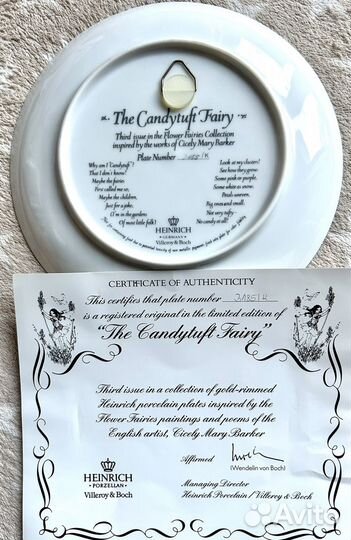 The Candytuft Fairy
Third issue in the Flower Fairies Collection
inspired by the works of Cicely Mary Barker
Plate Number
Why am I "Candytuft"?
That I don't know!
Maybe the fairies
First called me so;
Maybe the children,
Just for a joke;
(I'm in the gardens
Of most little folk!)
Look at my clusters!
See how they grow:
Some pink or purple,
Some white as snow;
Petals uneven,
Big ones and small;
Not very tufty -
No candy at all!
HEINRICH
GERMANY
Villeroy & Boch
CERTIFICATE OF AUTHENTICITY
This certifies that plate number
is a registered original in the limited edition of
"The Candytuft Fairy"
Third issue in a collection of gold-rimmed
Heinrich porcelain plates inspired by the
Flower Fairies paintings and poems of the
English artist, Cicely Mary Barker
Affirmed
(Wendelin von Boch)
HEINRICH
PORZELLAN
Villeroy & Boch
Managing Director
Heinrich Porcelain/Villeroy & Boch
Avito